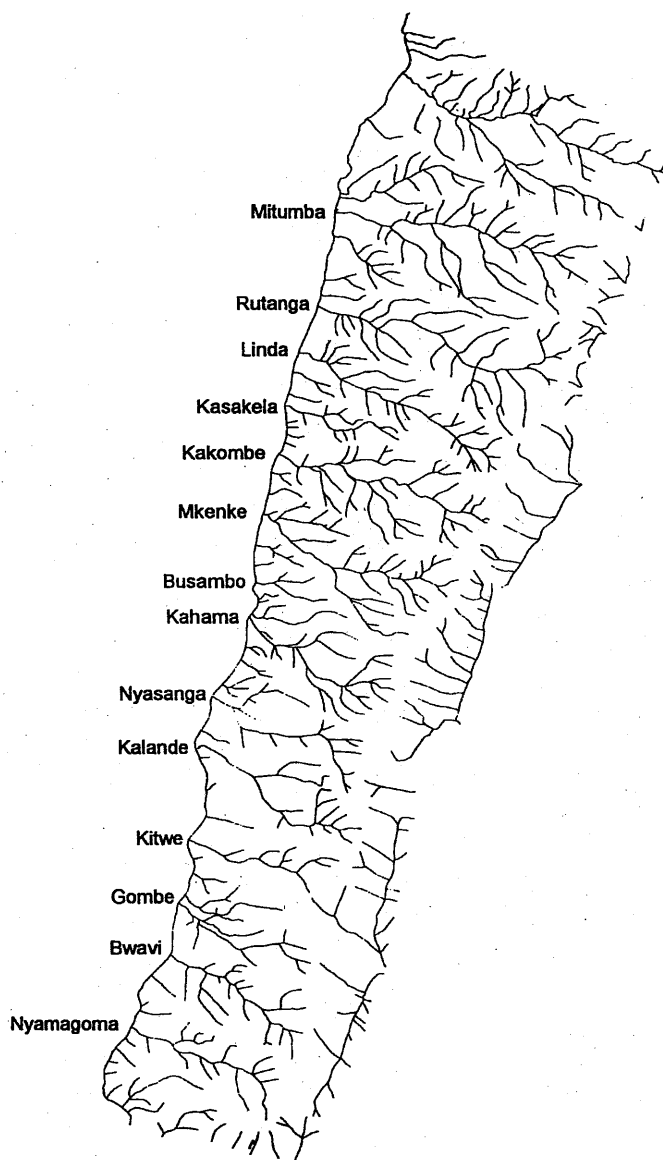 Mitumba
Rutanga
Linda
Kasakela
Kakombe
Mkenke
Busambo
Kahama
Nyasanga
Kalande
Kitwe
Gombe
Bwavi
Nyamagoma